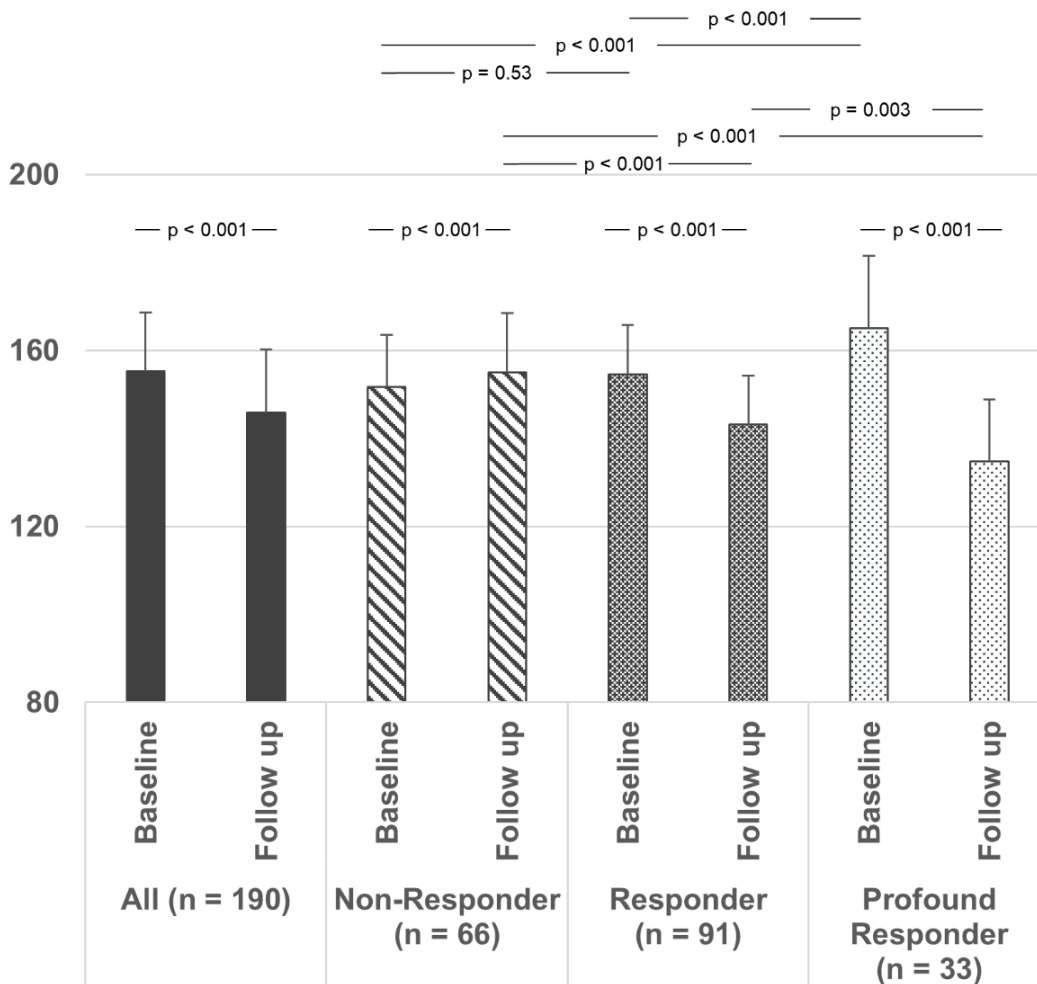 p < 0.001
p < 0.001
p = 0.53
p = 0.003
p < 0.001
p < 0.001
200
p < 0.001
p < 0.001
p < 0.001
p < 0.001
160
120
80
Baseline
Follow up
Baseline
Follow up
Baseline
Follow up
Baseline
Follow up
All (n = 190)
Non-Responder
(n = 66)
Responder
(n = 91)
Profound
Responder
(n = 33)